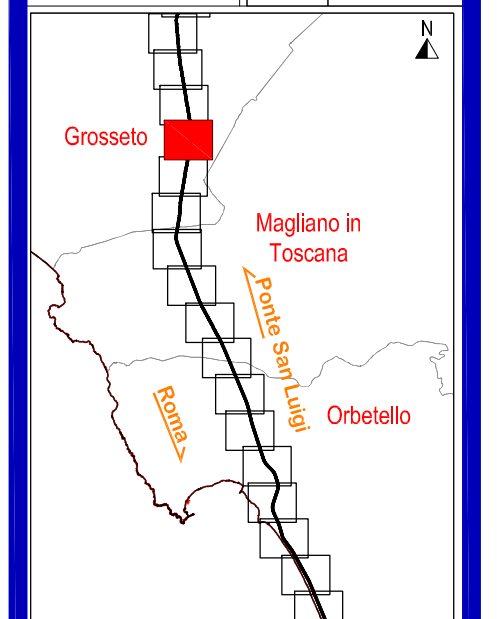 N
Grosseto
Magliano in
Toscana
Ponte San Luigi
Roma
Orbetello